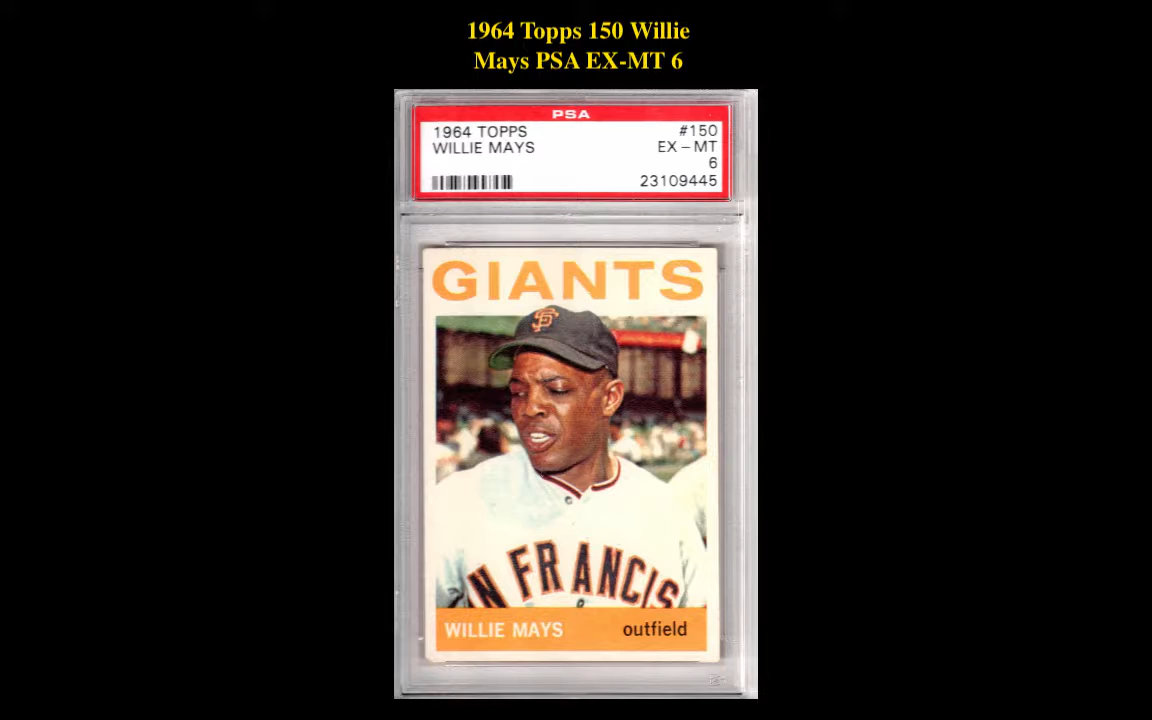 1964 Topps 150 Willie
Mays PSA EX-MT 6
PSA
1964 TOPPS #150
WILLIE MAYS EX - MT
6
23109445
GIANTS
SF
N FRANCIS
WILLIE MAYS outfield